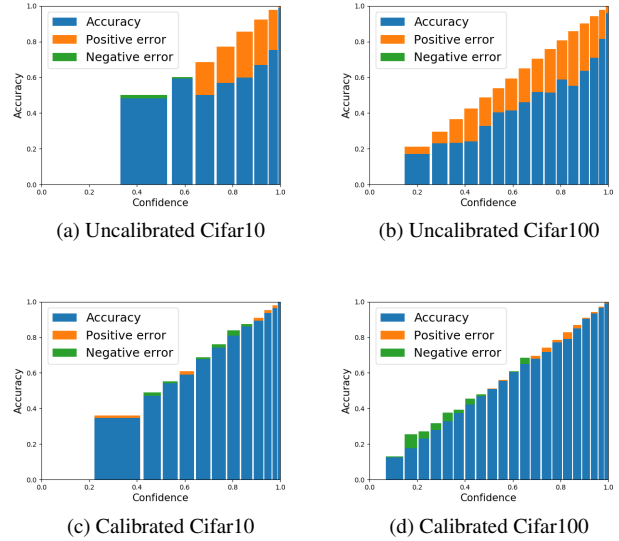 Accuracy
Positive error
Negative error
Accuracy
1.0
0.8
0.6
0.4
0.2
0.0
0.0 0.2 0.4 0.6 0.8 1.0
Confidence
(a) Uncalibrated Cifar10
Accuracy
Positive error
Negative error
Accuracy
1.0
0.8
0.6
0.4
0.2
0.0
0.0 0.2 0.4 0.6 0.8 1.0
Confidence
(b) Uncalibrated Cifar100
Accuracy
Positive error
Negative error
Accuracy
1.0
0.8
0.6
0.4
0.2
0.0
0.0 0.2 0.4 0.6 0.8 1.0
Confidence
(c) Calibrated Cifar10
Accuracy
Positive error
Negative error
Accuracy
1.0
0.8
0.6
0.4
0.2
0.0
0.0 0.2 0.4 0.6 0.8 1.0
Confidence
(d) Calibrated Cifar100